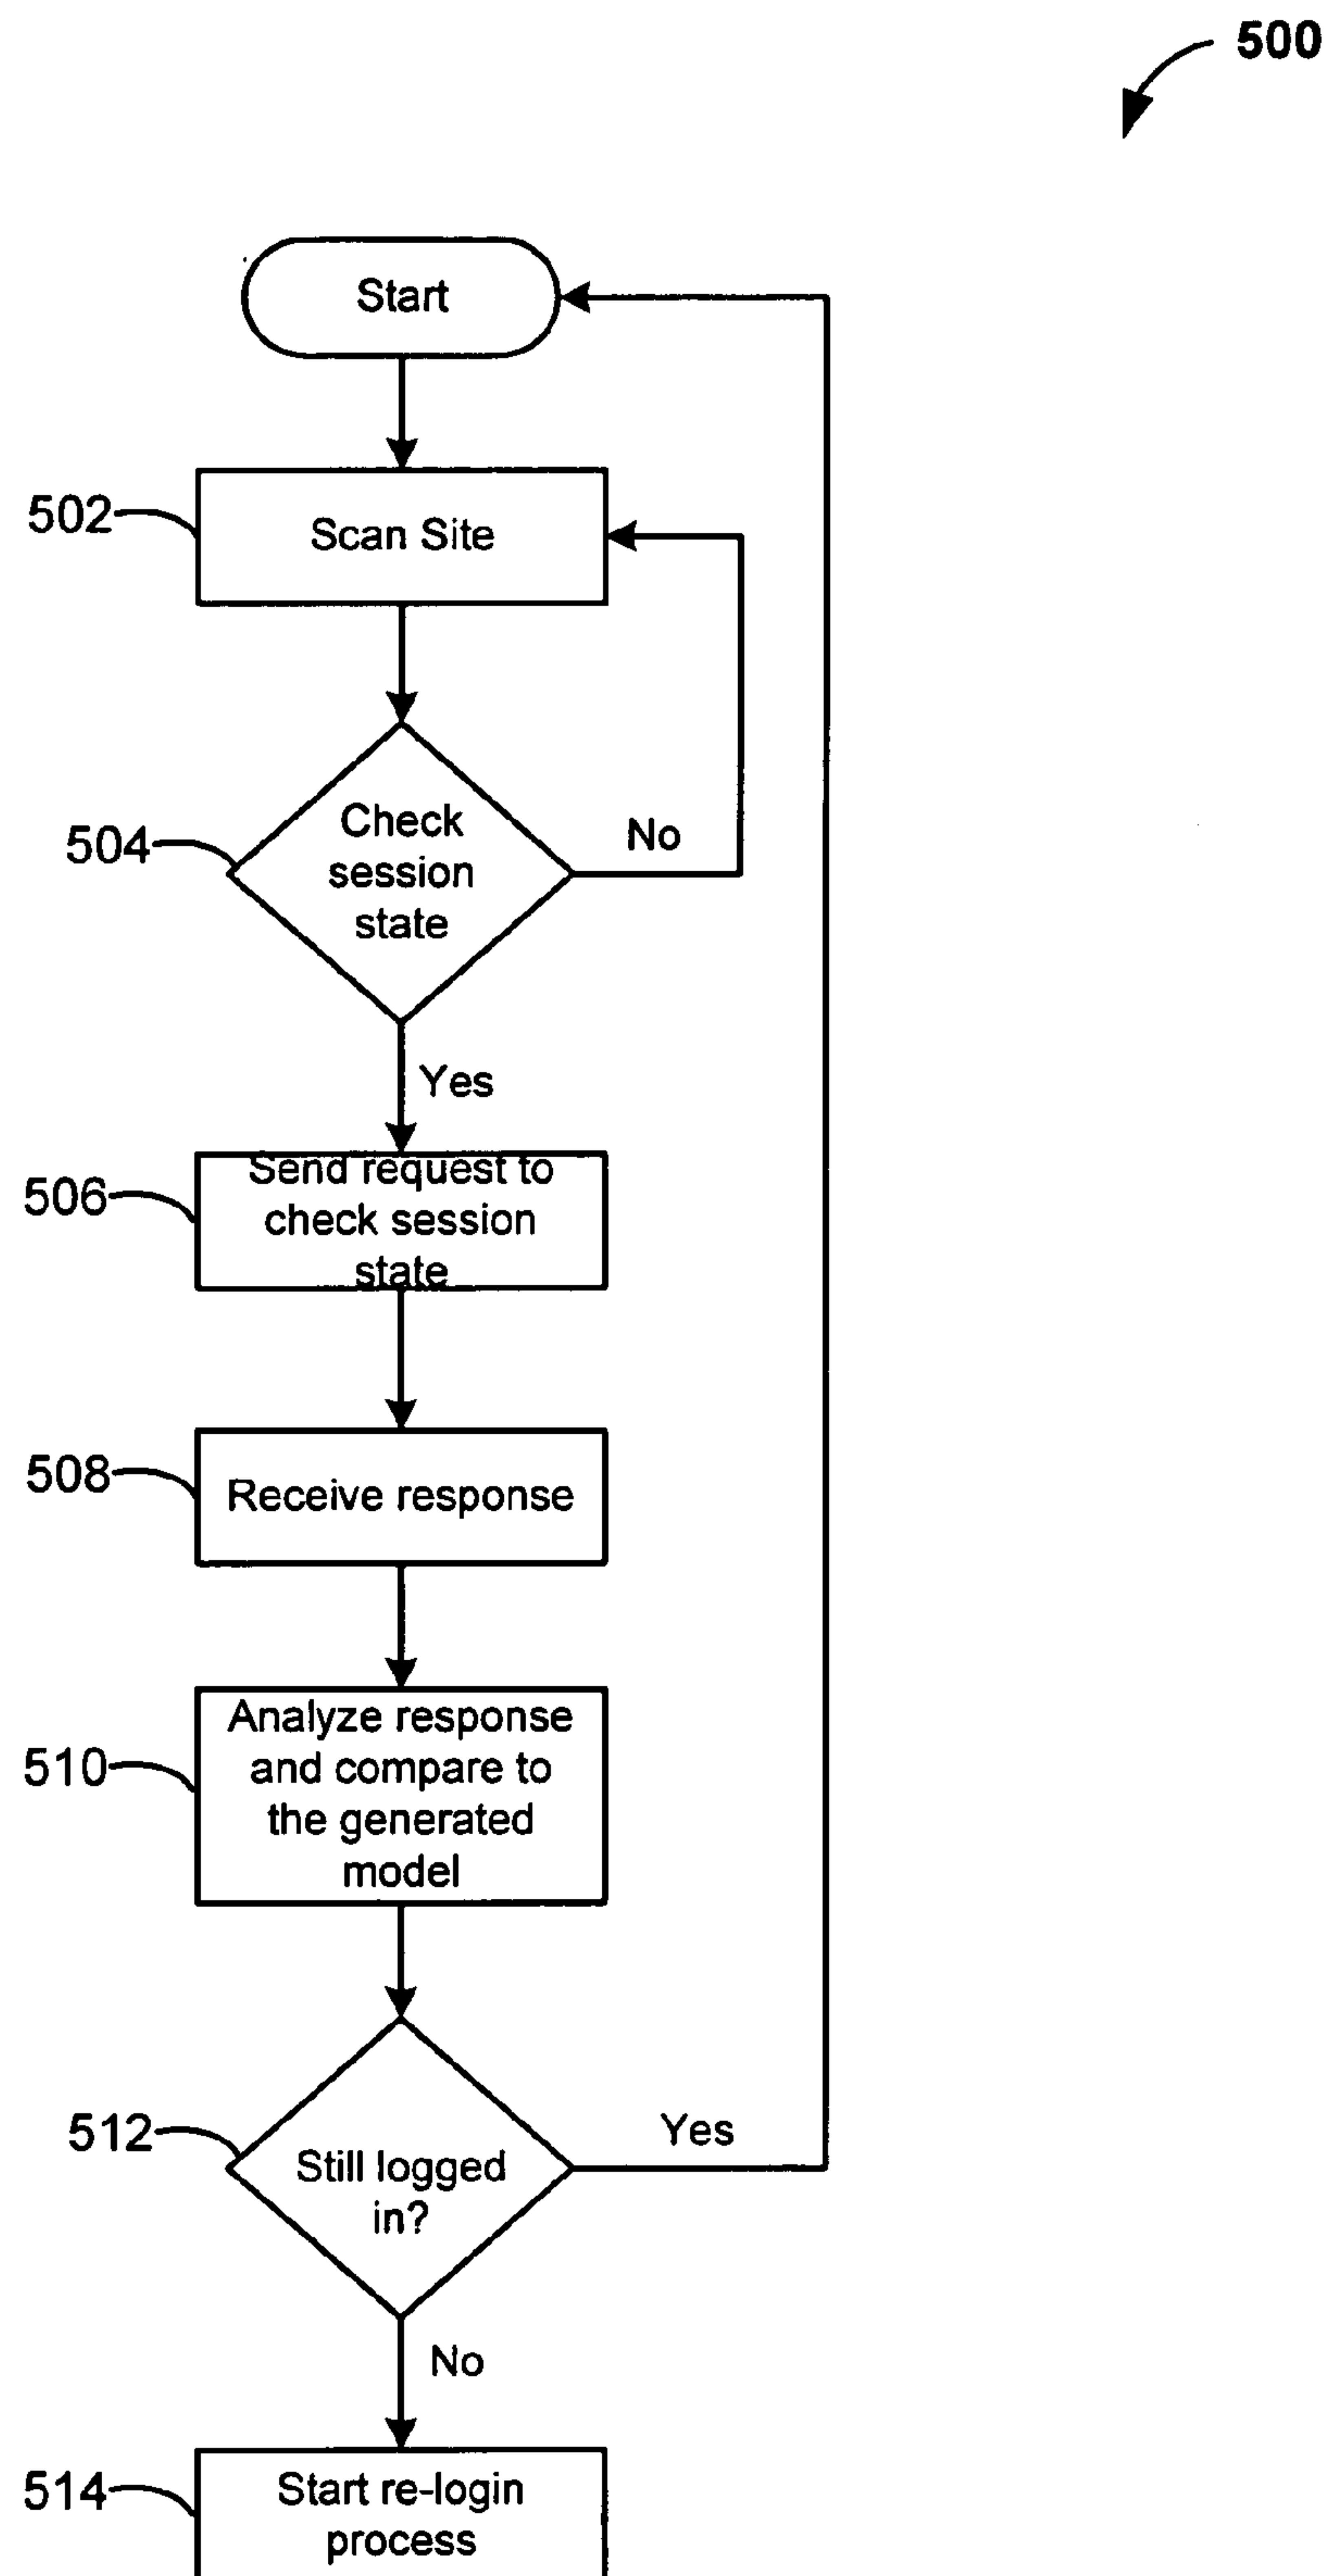 500
Start
502
Scan Site
504
Check
session
state
No
Yes
506
Send request to
check session
state
508
Receive response
510
Analyze response
and compare to
the generated
model
512
Still logged
in?
Yes
No
514
Start re-login
process